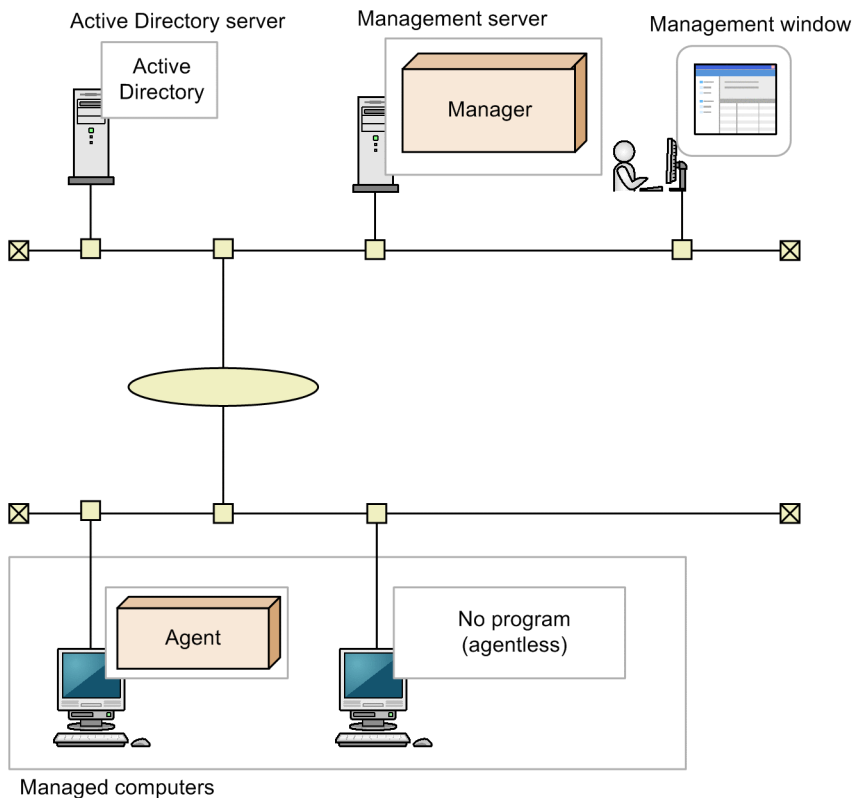 Active Directory server
Management server
Management window
Active
Directory
Manager
Agent
No program
(agentless)
Managed computers